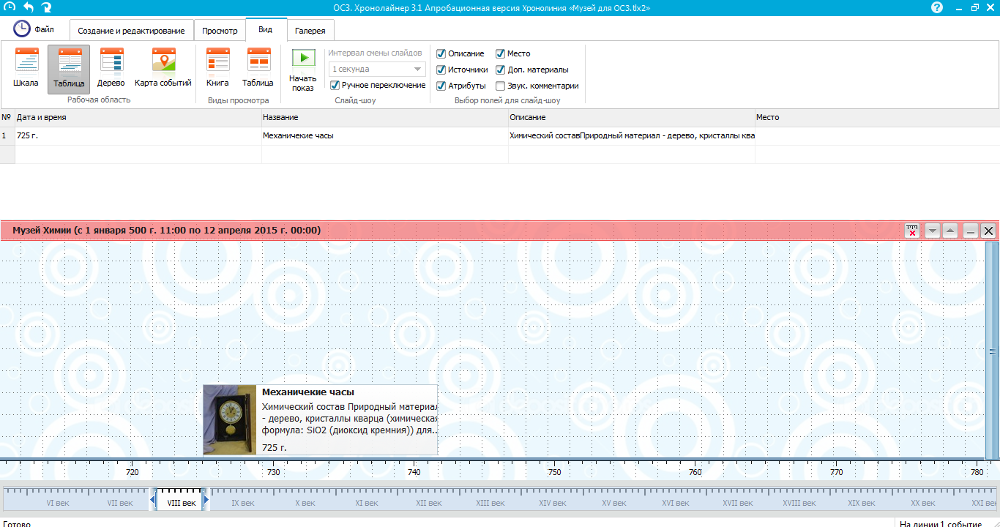 ОС3. Хронолайнер 3.1 Апробационная версия Хронолиния «Музей для ОС3.tlx2»
Файл
Создание и редактирование
Просмотр
Вид
Галерея
Шкала
Таблица
Дерево
Карта событий
Рабочая область
Книга
Таблица
Виды просмотра
Начать
показ
Интервал смены слайдов
1 секунда
Ручное переключение
Слайд-шоу
Описание
Место
Источники
Доп. материалы
Атрибуты
Звук. комментарии
Выбор полей для слайд-шоу
№ Дата и время Название Описание Место
1 725 г. Механичекие часы Химический составПриродный материал - дерево, кристаллы ква
Музей Химии (с 1 января 500 г. 11:00 по 12 апреля 2015 г. 00:00)
Механичекие часы
Химический состав Природный материал
- дерево, кристаллы кварца (химическая
формула: SiO2 (диоксид кремния)) для...
725 г.
720 730 740 750 760 770 780
VI век VII век VIII век IX век X век XI век XII век XIII век XIV век XV век XVI век XVII век XVIII век XIX век XX век XXI ве
Готово
На линии 1 событие